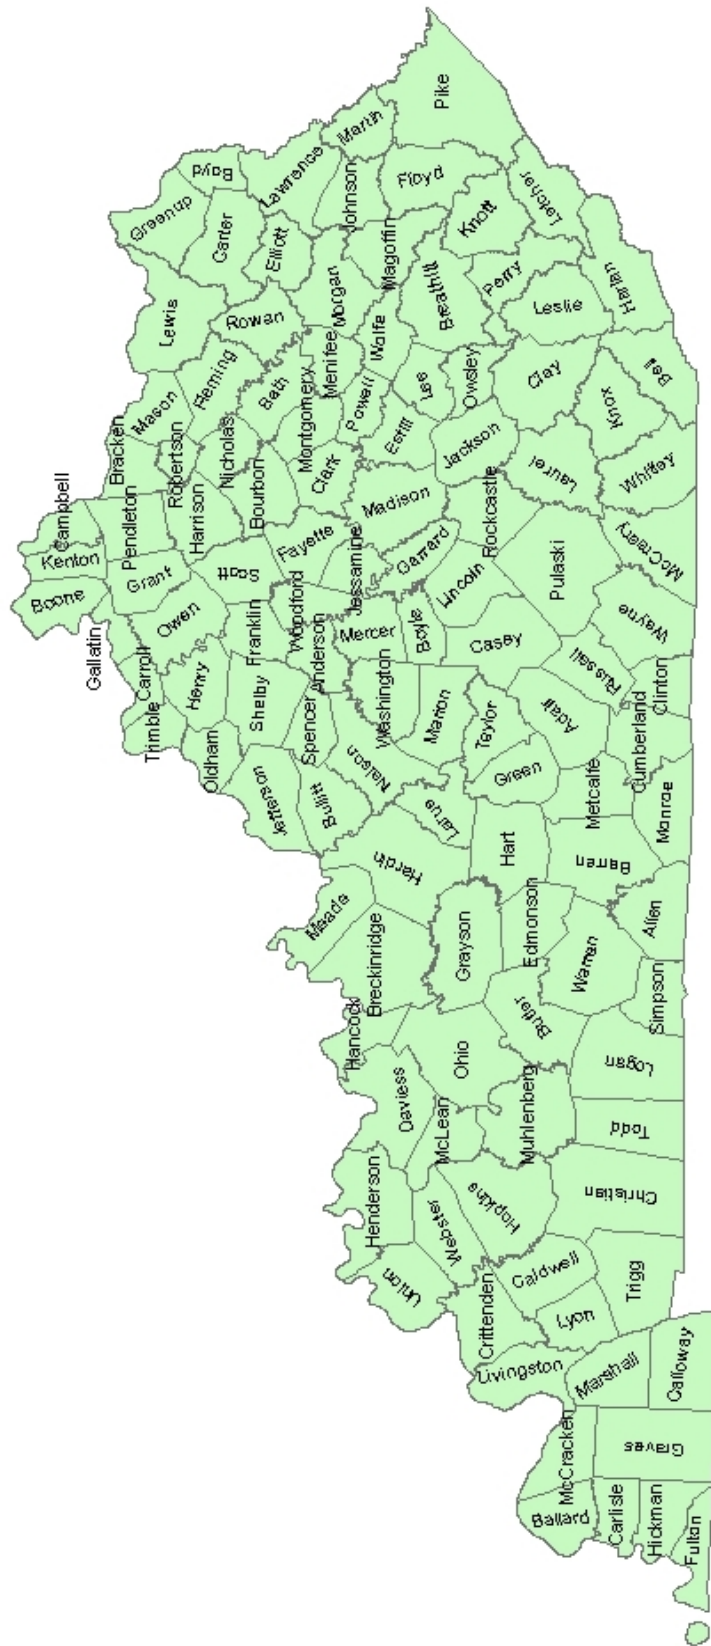 Pike
Martin
Boyd
Lawrence
Floyd
Greenup
Johnson
Letcher
Carter
Knott
Elliott
Magoffin
Perry
Harlan
Lewis
Rowan
Morgan
Breathitt
Leslie
Wolfe
Menifee
Fleming
Bath
Owsley
Clay
Bell
Mason
Powell
Lee
Montgomery
Estill
Knox
Bracken
Robertson
Nicholas
Jackson
Clark
Laurel
Whitley
Campbell
Pendleton
Harrison
Bourbon
Madison
Rockcastle
Kenton
Fayette
McCreary
Boone
Grant
Scott
Jessamine
Garrard
Pulaski
Lincoln
Owen
Woodford
Gallatin
Franklin
Mercer
Boyle
Wayne
Carroll
Anderson
Casey
Russell
Henry
Trimble
Shelby
Washington
Clinton
Spencer
Marion
Adair
Oldham
Taylor
Cumberland
Nelson
Green
Jefferson
Bullitt
Larue
Metcalfe
Monroe
Hardin
Hart
Barren
Meade
Allen
Edmonson
Grayson
Breckinridge
Warren
Simpson
Butler
Hancock
Ohio
Logan
Daviess
McLean
Muhlenberg
Todd
Henderson
Hopkins
Christian
Webster
Union
Caldwell
Trigg
Crittenden
Lyon
Livingston
Marshall
Calloway
McCracken
Graves
Ballard
Carlisle
Hickman
Fulton